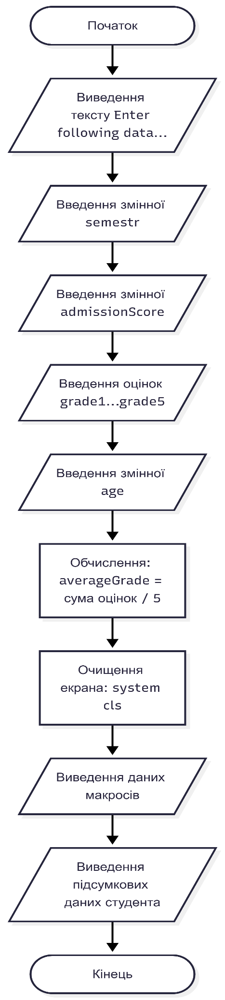 Початок
Виведення
тексту Enter
following data...
Введення змінної
semestr
Введення змінної
admissionScore
Введення оцінок
grade1...grade5
Введення змінної
age
Обчислення:
averageGrade =
сума оцінок / 5
Очищення
екрана: system
cls
Виведення даних
макросів
Виведення
підсумкових
даних студента
Кінець